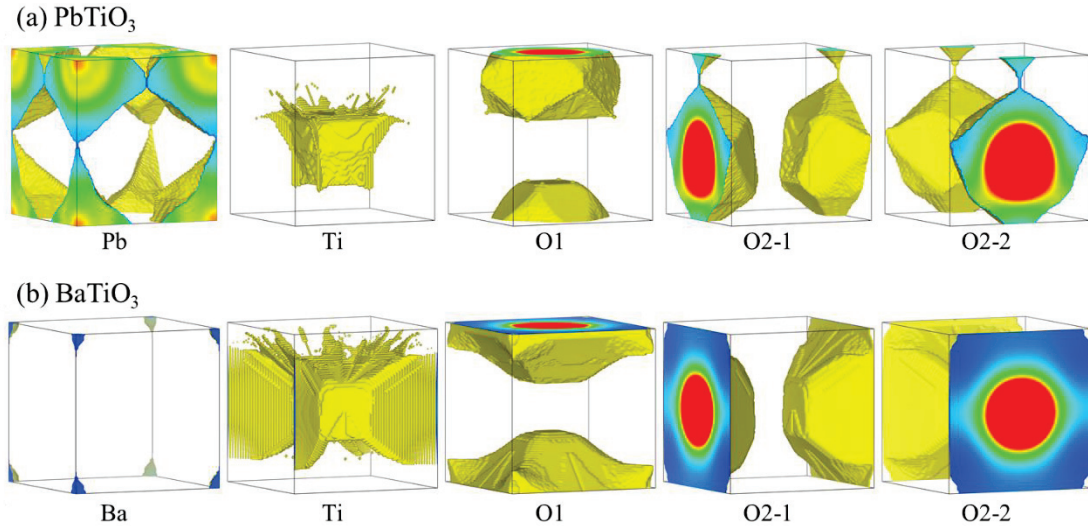 (a) PbTiO₃
Pb Ti O1 O2-1 O2-2
(b) BaTiO₃
Ba Ti O1 O2-1 O2-2